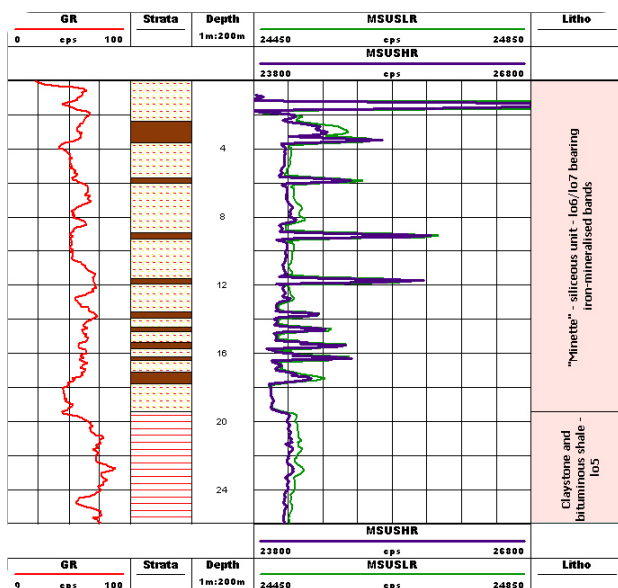 GR
Strata
Depth
MSUSLR
Litho
0 cps 100
1m:200m
24450 cps 24850
MSUSHR
23800 cps 26800
4
8
12
16
20
24
"Minette" - siliceous unit - lo6/lo7 bearing
iron-mineralised bands
Claystone and
bituminous shale -
lo5
MSUSHR
23800 cps 26800
GR
Strata
Depth
MSUSLR
Litho
0 cps 100
1m:200m
24450 cps 24850